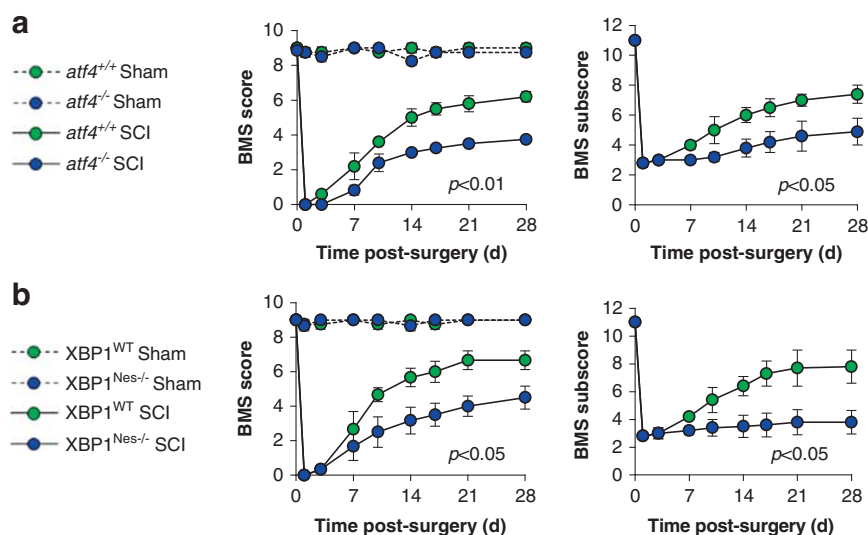 a
atf4+/+ Sham
atf4-/- Sham
atf4+/+ SCI
atf4-/- SCI
BMS score
10
8
6
4
2
0
p<0.01
0 7 14 21 28
Time post-surgery (d)
BMS subscore
12
10
8
6
4
2
0
p<0.05
0 7 14 21 28
Time post-surgery (d)
b
XBP1WT Sham
XBP1Nes-/- Sham
XBP1WT SCI
XBP1Nes-/- SCI
BMS score
10
8
6
4
2
0
p<0.05
0 7 14 21 28
Time post-surgery (d)
BMS subscore
12
10
8
6
4
2
0
p<0.05
0 7 14 21 28
Time post-surgery (d)